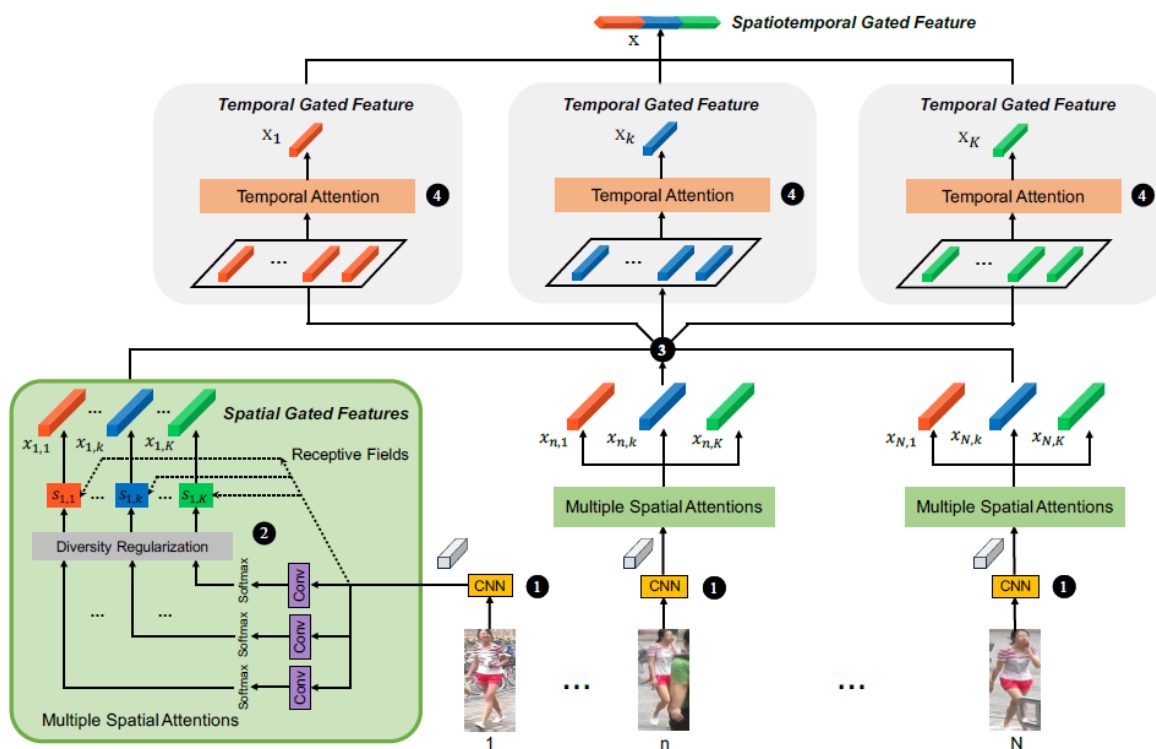 Spatiotemporal Gated Feature
x
Temporal Gated Feature
Temporal Gated Feature
Temporal Gated Feature
x1
xk
xK
Temporal Attention
4
Temporal Attention
4
Temporal Attention
4
...
...
...
3
Spatial Gated Features
... ...
x1,1
x1,k
x1,K
xn,1
xn,k
xn,K
xN,1
xN,k
xN,K
Receptive Fields
s1,1
...
s1,k
...
s1,K
Multiple Spatial Attentions
Multiple Spatial Attentions
Diversity Regularization
2
Softmax
Conv
CNN
1
CNN
1
CNN
1
... ...
Softmax
Conv
Softmax
Conv
... ...
Multiple Spatial Attentions
1
n
N